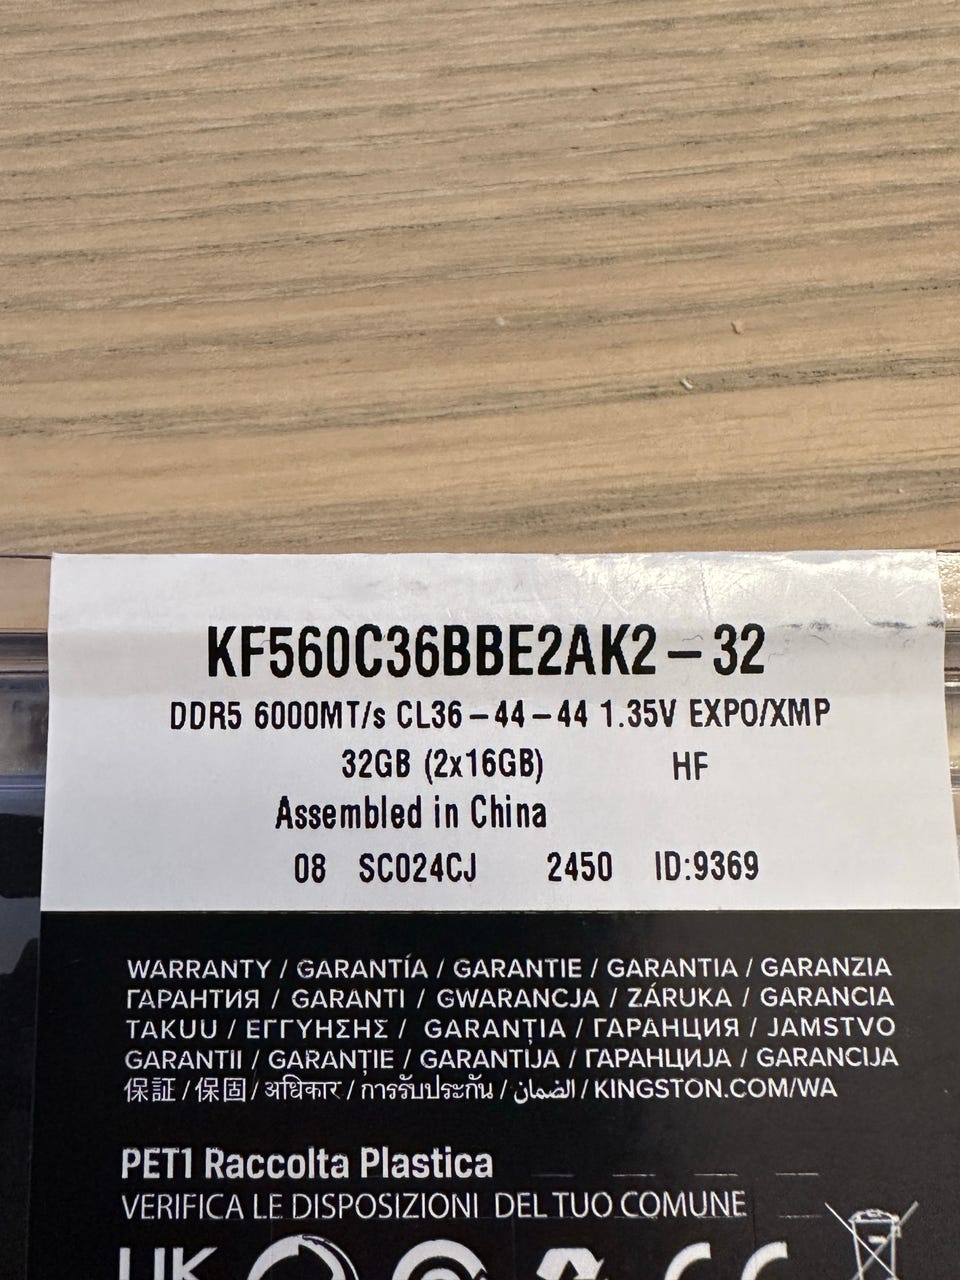 KF560C36BBE2AK2-32
DDR5 6000MT/s CL36-44-44 1.35V EXPO/XMP
32GB (2x16GB) HF
Assembled in China
08 SC024CJ 2450 ID:9369
WARRANTY / GARANTÍA / GARANTIE / GARANTIA / GARANZIA
ГАРАНТИЯ / GARANTI / GWARANCJA / ZÁRUKA / GARANCIA
TAKUU / ΕΓΓΥΗΣΗΣ / GARANȚIA / ГАРАНЦИЯ / JAMSTVO
GARANTII / GARANȚIE / GARANTIJA / ГАРАНЦИЈА / GARANCIJA
保証 / 保固 / अधिकार / การรับประกัน / الضمان / KINGSTON.COM/WA
PET1 Raccolta Plastica
VERIFICA LE DISPOSIZIONI DEL TUO COMUNE
UK CE